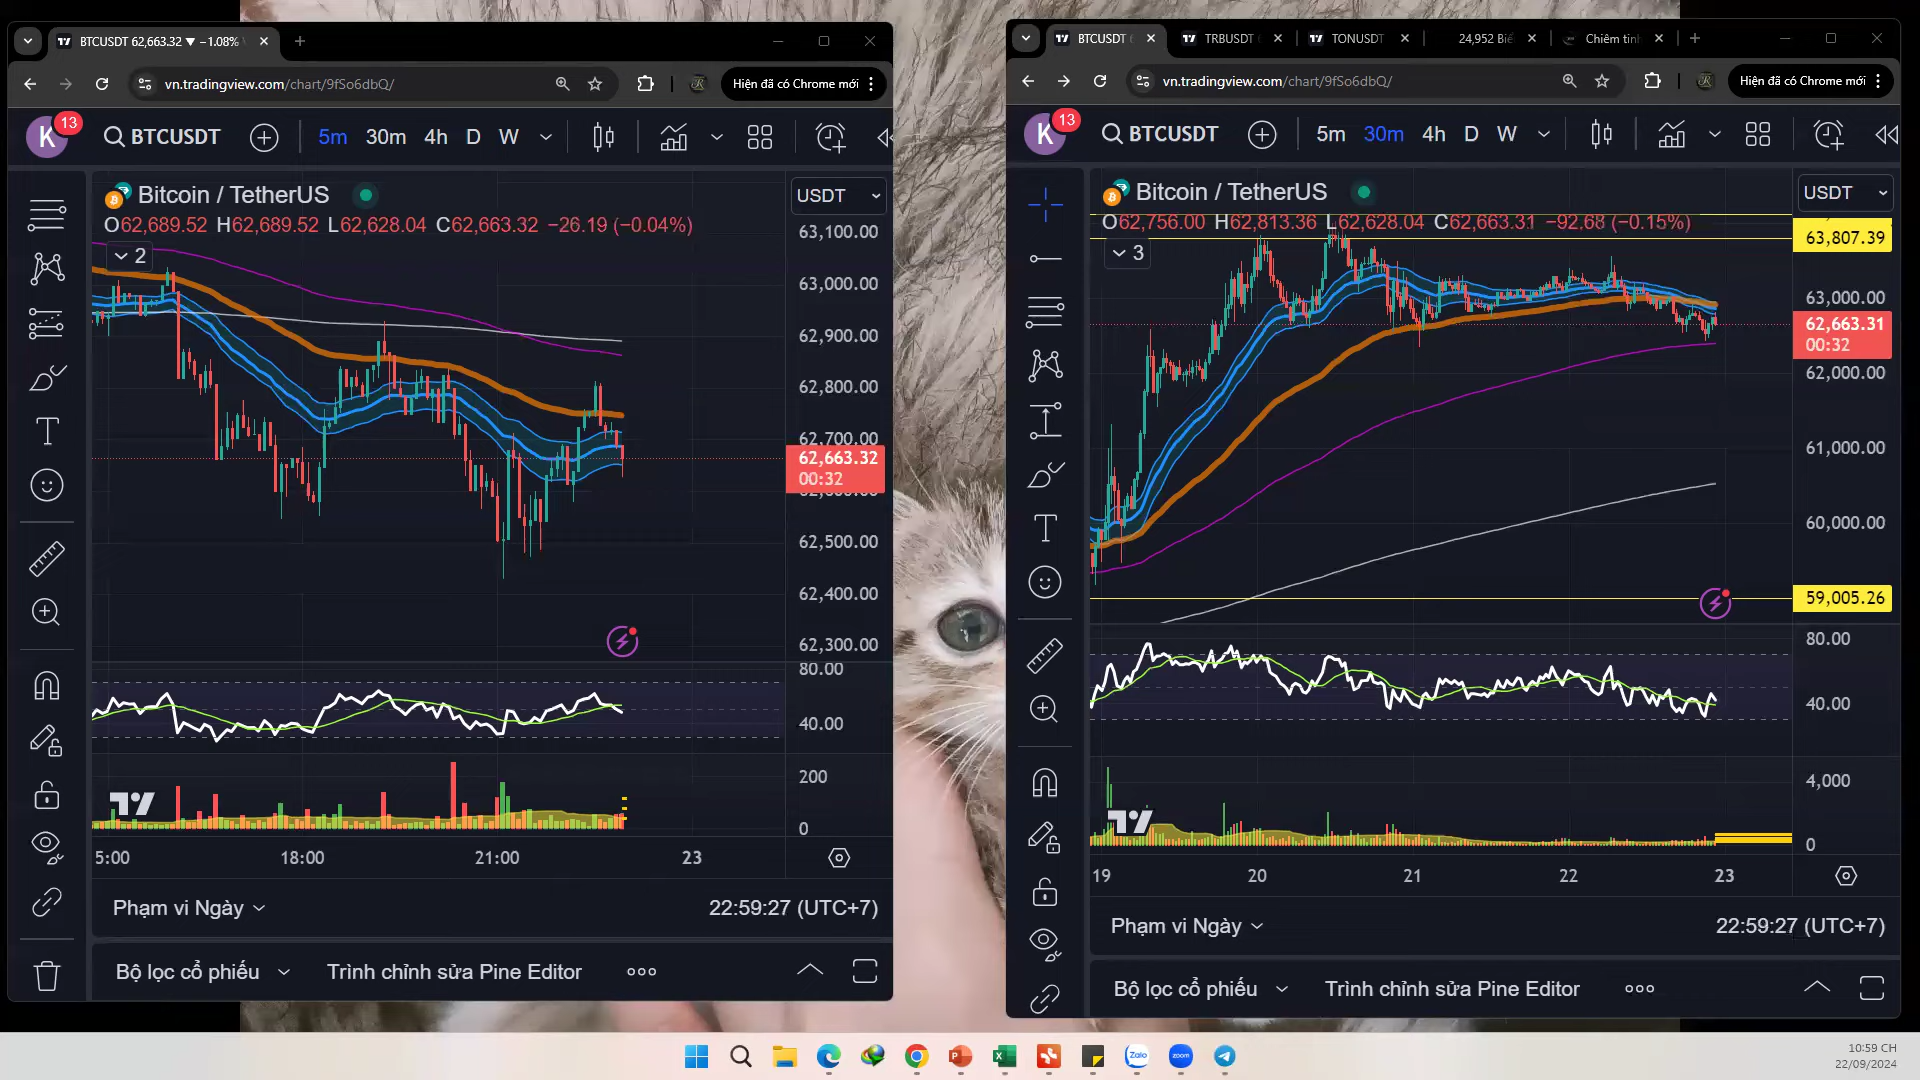 BTCUSDT 62,663.32 ▼ −1.08%
vn.tradingview.com/chart/9fSo6dbQ/
Hiện đã có Chrome mới
K 13
BTCUSDT
5m 30m 4h D W
Bitcoin / TetherUS
USDT
O62,689.52 H62,689.52 L62,628.04 C62,663.32 −26.19 (−0.04%)
2
63,100.00
63,000.00
62,900.00
62,800.00
62,700.00
62,663.32
00:32
62,500.00
62,400.00
62,300.00
80.00
40.00
200
0
5:00 18:00 21:00 23
Phạm vi Ngày
22:59:27 (UTC+7)
Bộ lọc cổ phiếu
Trình chỉnh sửa Pine Editor
BTCUSDT
TRBUSDT
TONUSDT
24,952
Chiêm tin
vn.tradingview.com/chart/9fSo6dbQ/
Hiện đã có Chrome mới
K 13
BTCUSDT
5m 30m 4h D W
Bitcoin / TetherUS
USDT
O62,756.00 H62,813.36 L62,628.04 C62,663.31 −92.68 (−0.15%)
3
63,807.39
63,000.00
62,663.31
00:32
62,000.00
61,000.00
60,000.00
59,005.26
80.00
40.00
4,000
0
19 20 21 22 23
Phạm vi Ngày
22:59:27 (UTC+7)
Bộ lọc cổ phiếu
Trình chỉnh sửa Pine Editor
Zalo
zoom
10:59 CH
22/09/2024